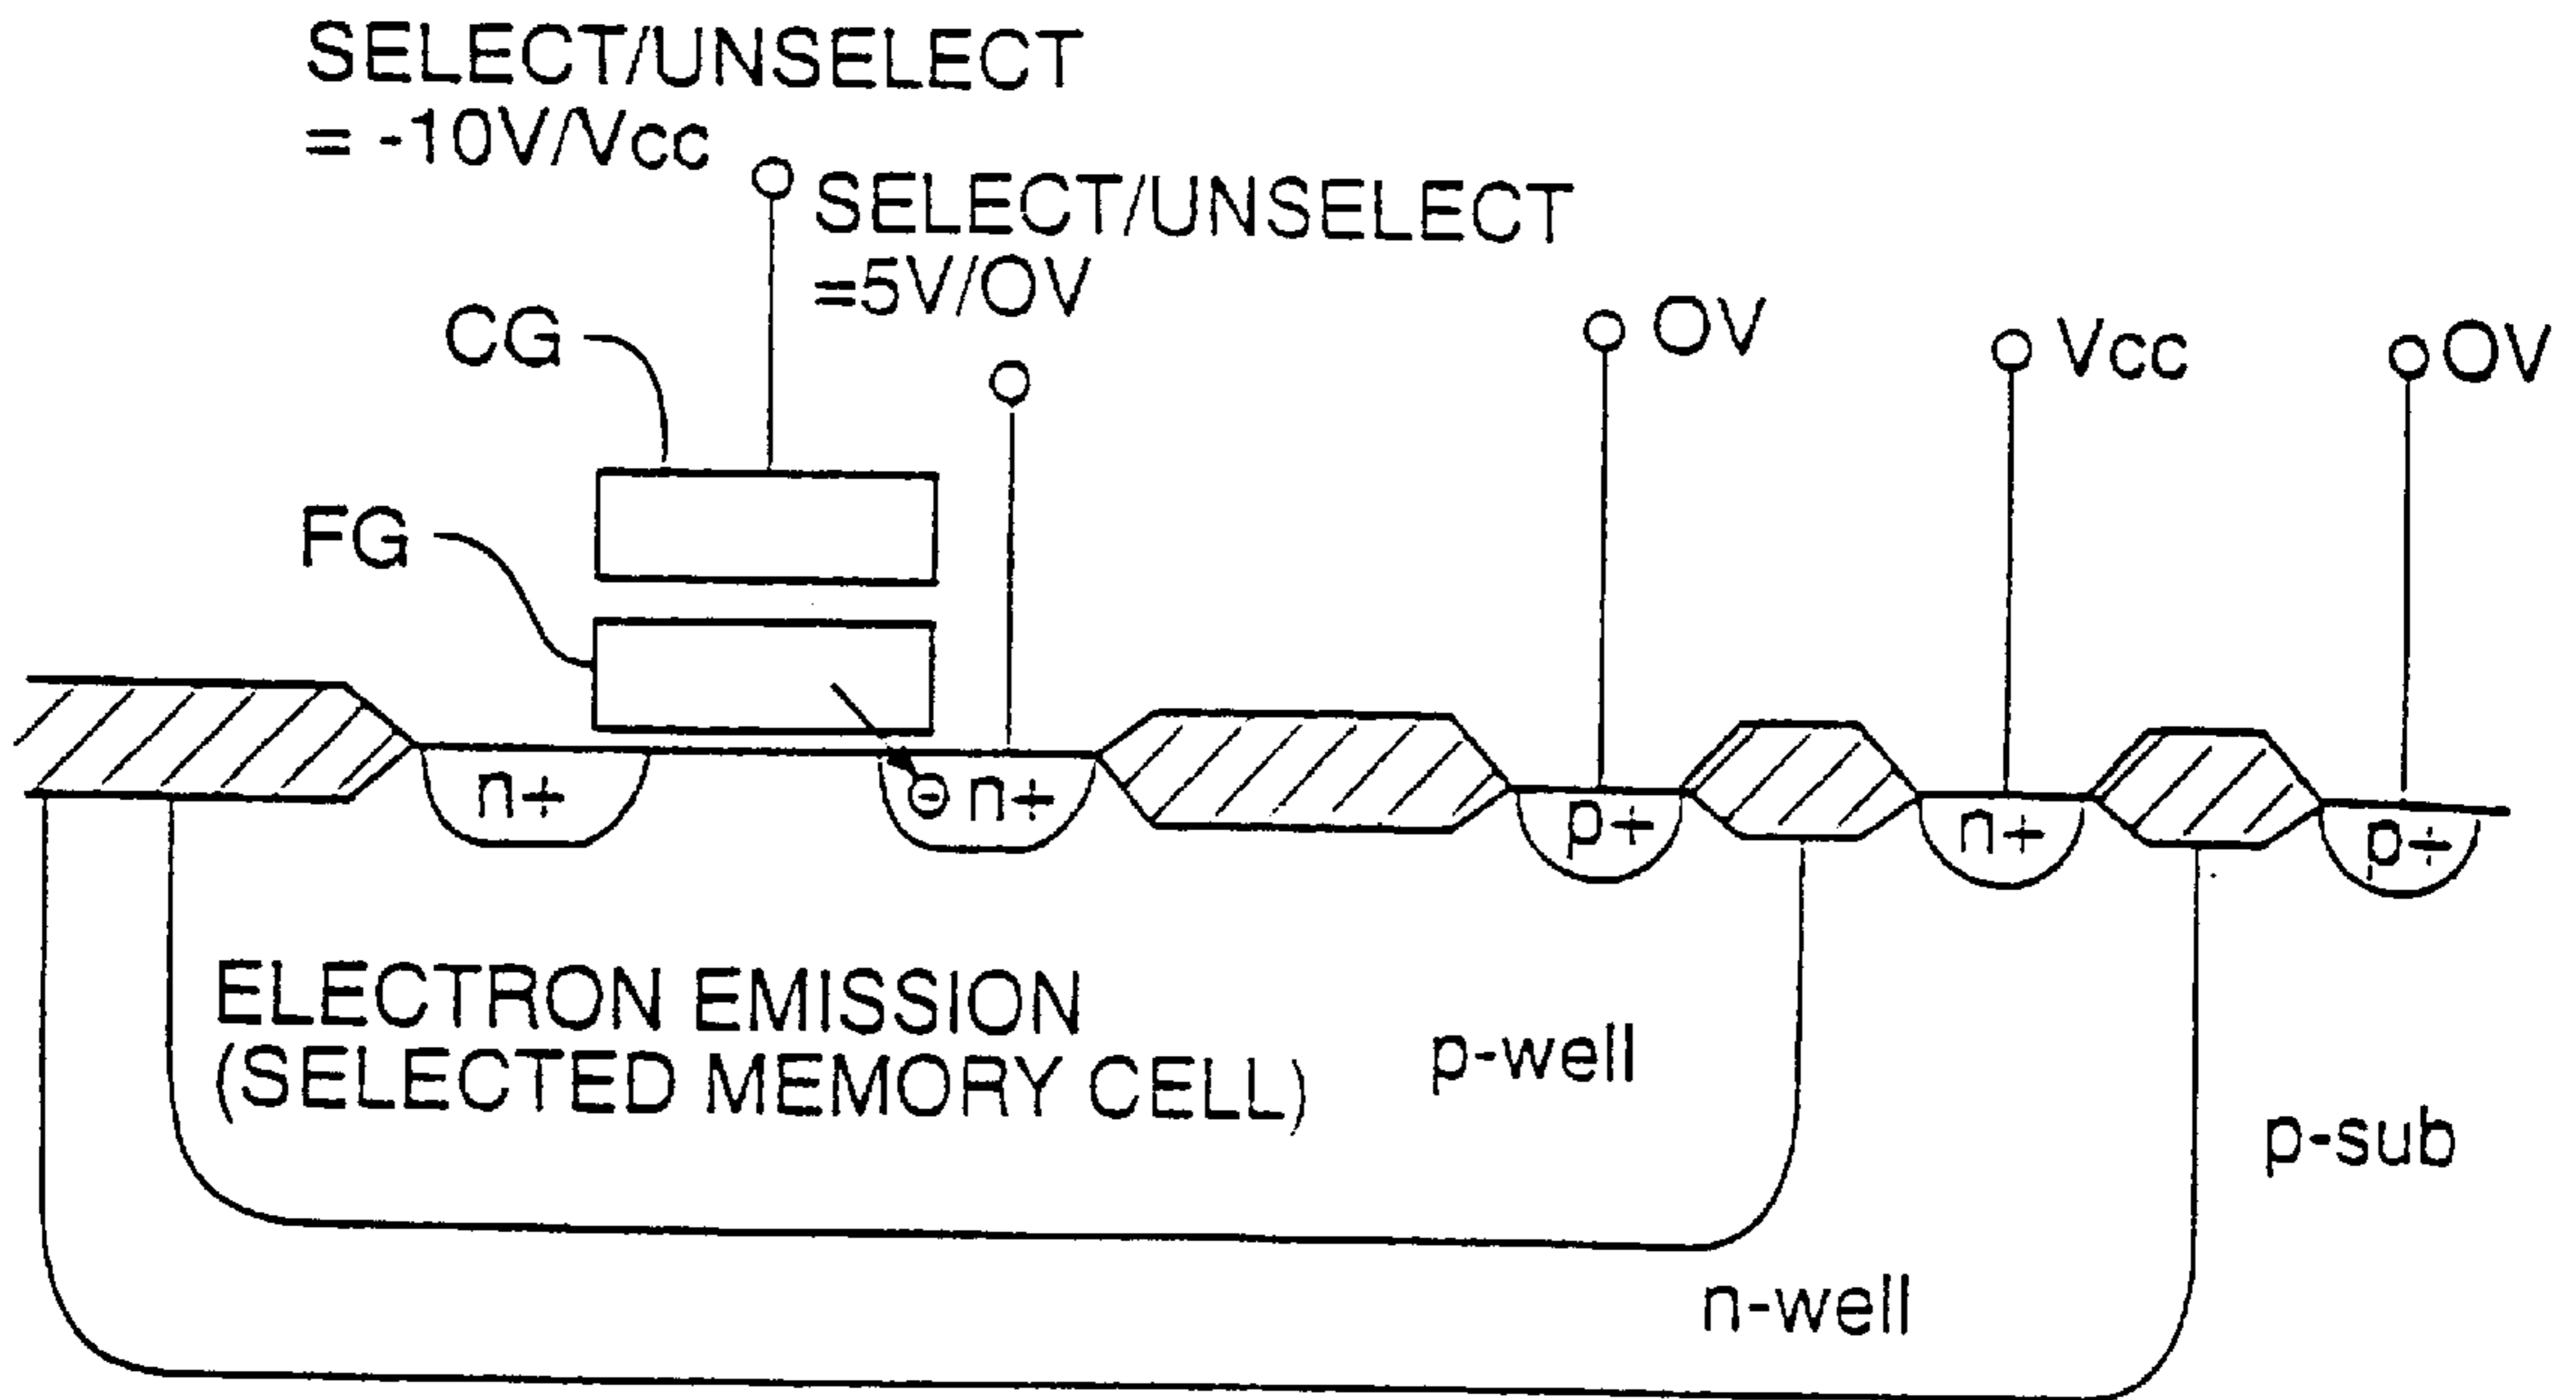 SELECT/UNSELECT
= -10V/Vcc
SELECT/UNSELECT
=5V/OV
CG
OV
Vcc
OV
FG
n+
⊖ n+
p+
n+
p+
ELECTRON EMISSION
(SELECTED MEMORY CELL)
p-well
p-sub
n-well